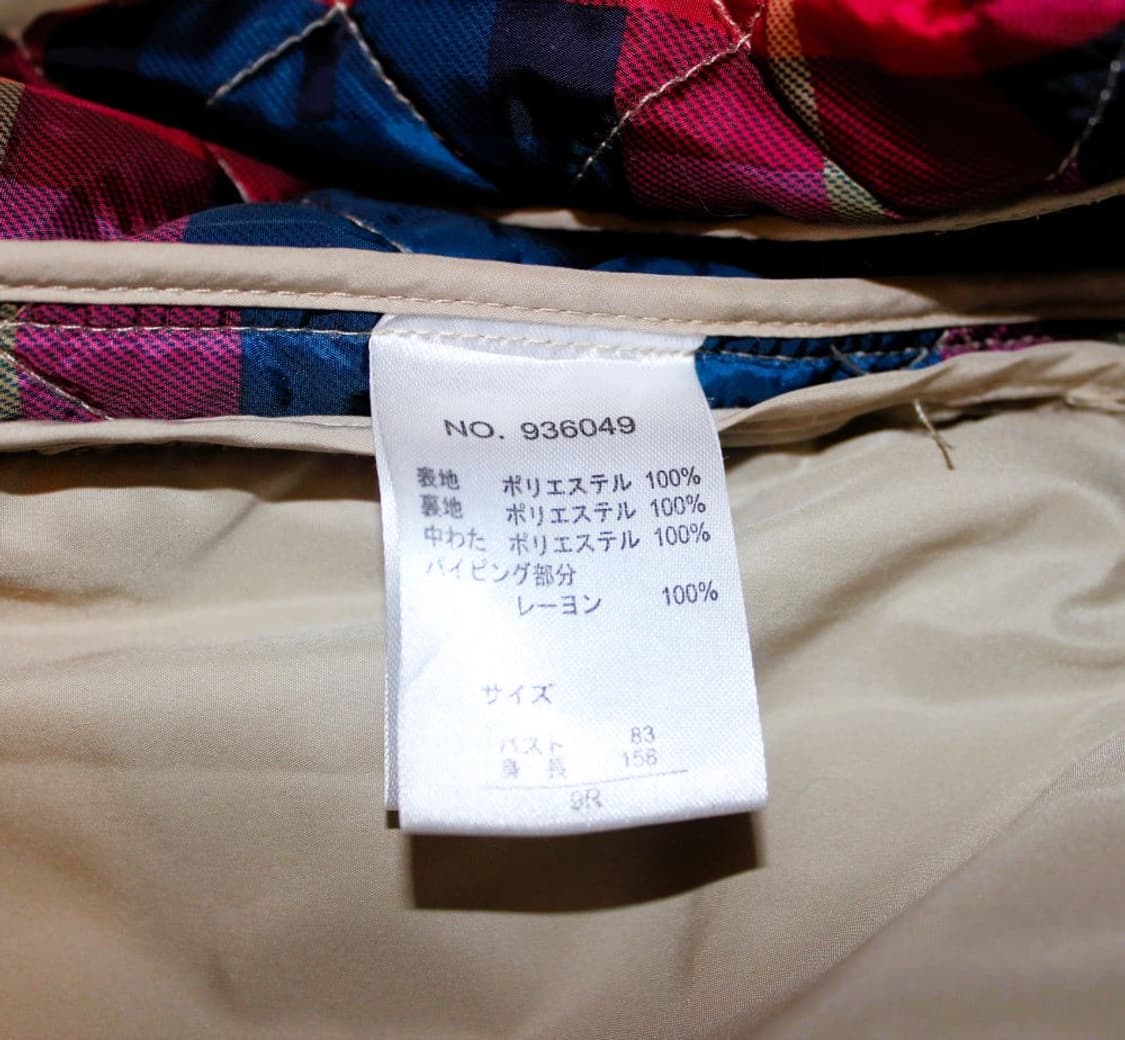 NO. 936049
表地 ポリエステル 100%
裏地 ポリエステル 100%
中わた ポリエステル 100%
パイピング部分
レーヨン 100%
サイズ
バスト 83
身 長 158
9R